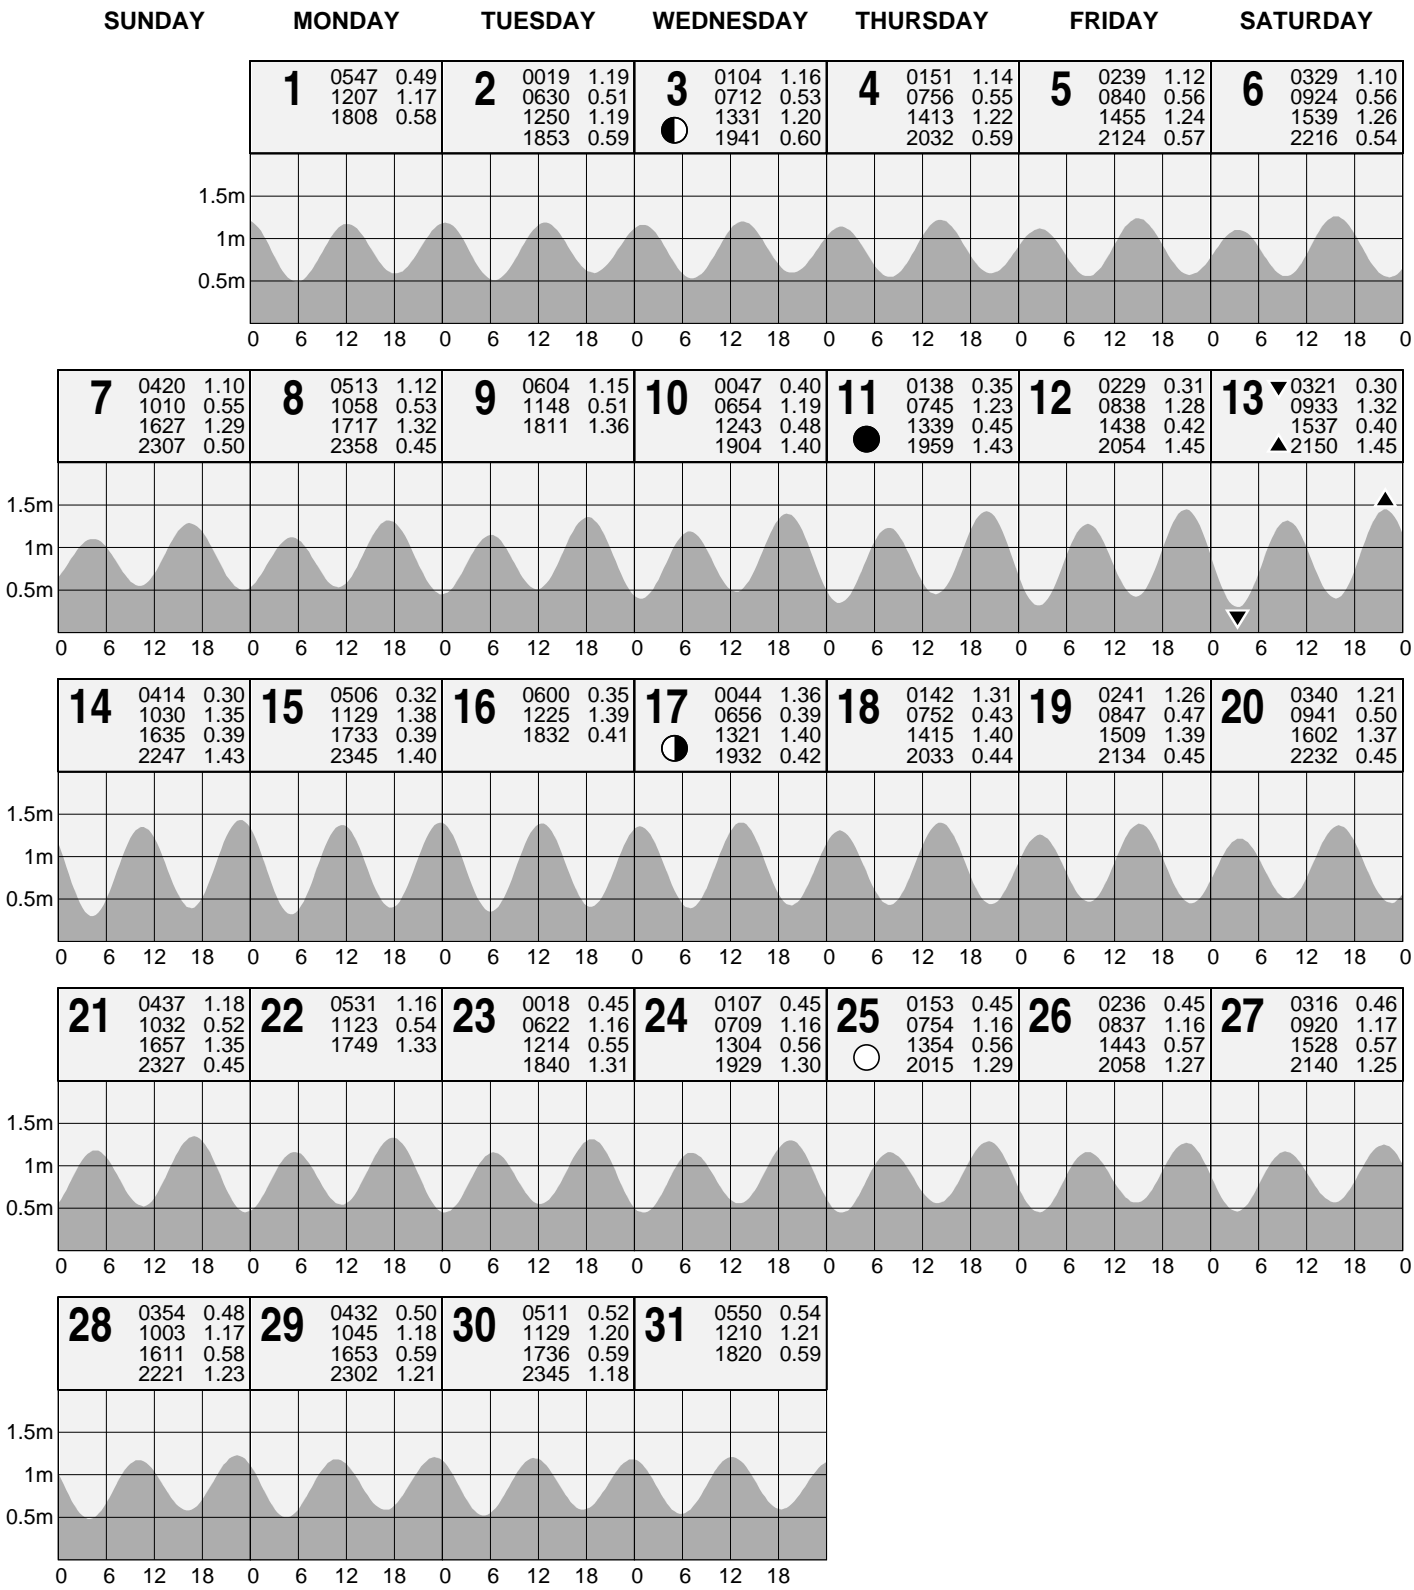 SUNDAY MONDAY TUESDAY WEDNESDAY THURSDAY FRIDAY SATURDAY
1 0547 0.49 2 0019 1.19 3 0104 1.16 4 0151 1.14 5 0239 1.12 6 0329 1.10
1207 1.17 0630 0.51 0712 0.53 0756 0.55 0840 0.56 0924 0.56
1808 0.58 1250 1.19 1331 1.20 1413 1.22 1455 1.24 1539 1.26
1853 0.59 1941 0.60 2032 0.59 2124 0.57 2216 0.54
1.5m
1m
0.5m
0 6 12 18 0 6 12 18 0 6 12 18 0 6 12 18 0 6 12 18 0 6 12 18 0
7 0420 1.10 8 0513 1.12 9 0604 1.15 10 0047 0.40 11 0138 0.35 12 0229 0.31 13 0321 0.30
1010 0.55 1058 0.53 1148 0.51 0654 1.19 0745 1.23 0838 1.28 0933 1.32
1627 1.29 1717 1.32 1811 1.36 1243 0.48 1339 0.45 1438 0.42 1537 0.40
2307 0.50 2358 0.45 1904 1.40 1959 1.43 2054 1.45 2150 1.45
1.5m
1m
0.5m
0 6 12 18 0 6 12 18 0 6 12 18 0 6 12 18 0 6 12 18 0 6 12 18 0 6 12 18 0
14 0414 0.30 15 0506 0.32 16 0600 0.35 17 0044 1.36 18 0142 1.31 19 0241 1.26 20 0340 1.21
1030 1.35 1129 1.38 1225 1.39 0656 0.39 0752 0.43 0847 0.47 0941 0.50
1635 0.39 1733 0.39 1832 0.41 1321 1.40 1415 1.40 1509 1.39 1602 1.37
2247 1.43 2345 1.40 1932 0.42 2033 0.44 2134 0.45 2232 0.45
1.5m
1m
0.5m
0 6 12 18 0 6 12 18 0 6 12 18 0 6 12 18 0 6 12 18 0 6 12 18 0 6 12 18 0
21 0437 1.18 22 0531 1.16 23 0018 0.45 24 0107 0.45 25 0153 0.45 26 0236 0.45 27 0316 0.46
1032 0.52 1123 0.54 0622 1.16 0709 1.16 0754 1.16 0837 1.16 0920 1.17
1657 1.35 1749 1.33 1214 0.55 1304 0.56 1354 0.56 1443 0.57 1528 0.57
2327 0.45 1840 1.31 1929 1.30 2015 1.29 2058 1.27 2140 1.25
1.5m
1m
0.5m
0 6 12 18 0 6 12 18 0 6 12 18 0 6 12 18 0 6 12 18 0 6 12 18 0 6 12 18 0
28 0354 0.48 29 0432 0.50 30 0511 0.52 31 0550 0.54
1003 1.17 1045 1.18 1129 1.20 1210 1.21
1611 0.58 1653 0.59 1736 0.59 1820 0.59
2221 1.23 2302 1.21 2345 1.18
1.5m
1m
0.5m
0 6 12 18 0 6 12 18 0 6 12 18 0 6 12 18